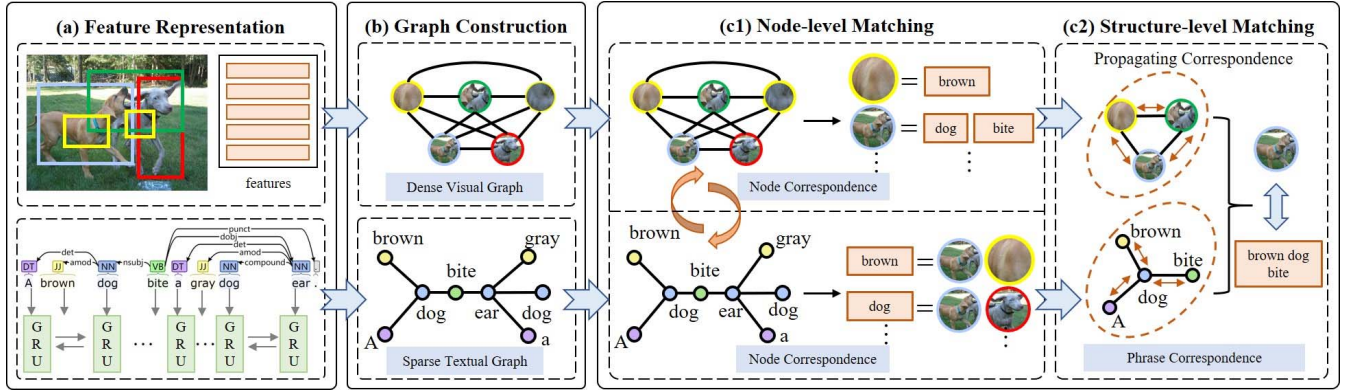 (a) Feature Representation
features
punct
dobj
det
det
amod
amod
nsubj
compound
DT JJ NN VB DT JJ NN NN
A brown dog bite a gray dog ear .
GRU GRU ... GRU ... GRU GRU
(b) Graph Construction
Dense Visual Graph
brown
gray
bite
dog
ear
dog
A
a
Sparse Textual Graph
(c1) Node-level Matching
= brown
= dog bite
⋮ ⋮
Node Correspondence
brown
gray
bite
dog
ear
dog
A
a
brown =
dog =
⋮ ⋮
Node Correspondence
(c2) Structure-level Matching
Propagating Correspondence
brown
bite
dog
A
brown dog
bite
Phrase Correspondence